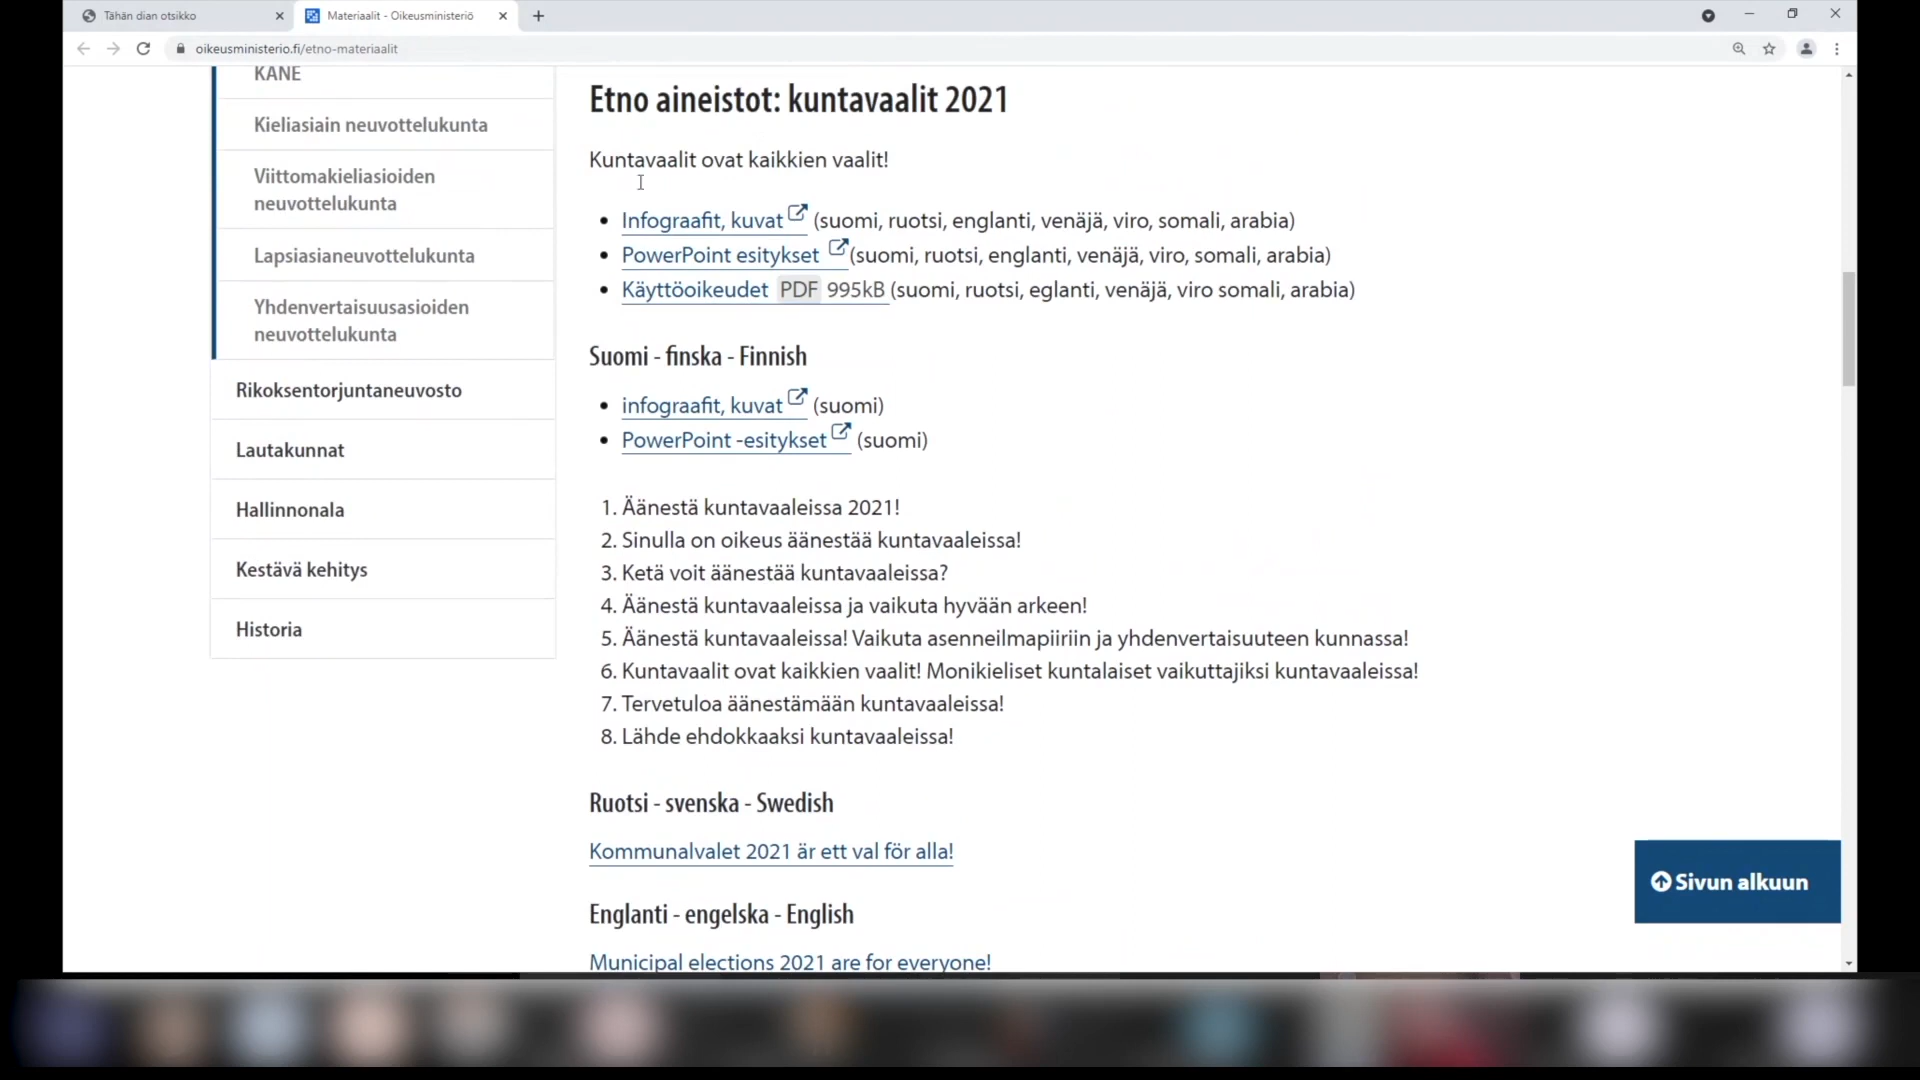 Tähän dian otsikko
Materiaalit - Oikeusministeriö
oikeusministerio.fi/etno-materiaalit
KANE
Kieliasiain neuvottelukunta
Viittomakieliasioiden
neuvottelukunta
Lapsiasianeuvottelukunta
Yhdenvertaisuusasioiden
neuvottelukunta
Rikoksentorjuntaneuvosto
Lautakunnat
Hallinnonala
Kestävä kehitys
Historia
Etno aineistot: kuntavaalit 2021
Kuntavaalit ovat kaikkien vaalit!
Infograafit, kuvat (suomi, ruotsi, englanti, venäjä, viro, somali, arabia)
PowerPoint esitykset (suomi, ruotsi, englanti, venäjä, viro, somali, arabia)
Käyttöoikeudet PDF 995kB (suomi, ruotsi, eglanti, venäjä, viro somali, arabia)
Suomi - finska - Finnish
infograafit, kuvat (suomi)
PowerPoint -esitykset (suomi)
1. Äänestä kuntavaaleissa 2021!
2. Sinulla on oikeus äänestää kuntavaaleissa!
3. Ketä voit äänestää kuntavaaleissa?
4. Äänestä kuntavaaleissa ja vaikuta hyvään arkeen!
5. Äänestä kuntavaaleissa! Vaikuta asenneilmapiiriin ja yhdenvertaisuuteen kunnassa!
6. Kuntavaalit ovat kaikkien vaalit! Monikieliset kuntalaiset vaikuttajiksi kuntavaaleissa!
7. Tervetuloa äänestämään kuntavaaleissa!
8. Lähde ehdokkaaksi kuntavaaleissa!
Ruotsi - svenska - Swedish
Kommunalvalet 2021 är ett val för alla!
Englanti - engelska - English
Municipal elections 2021 are for everyone!
Sivun alkuun